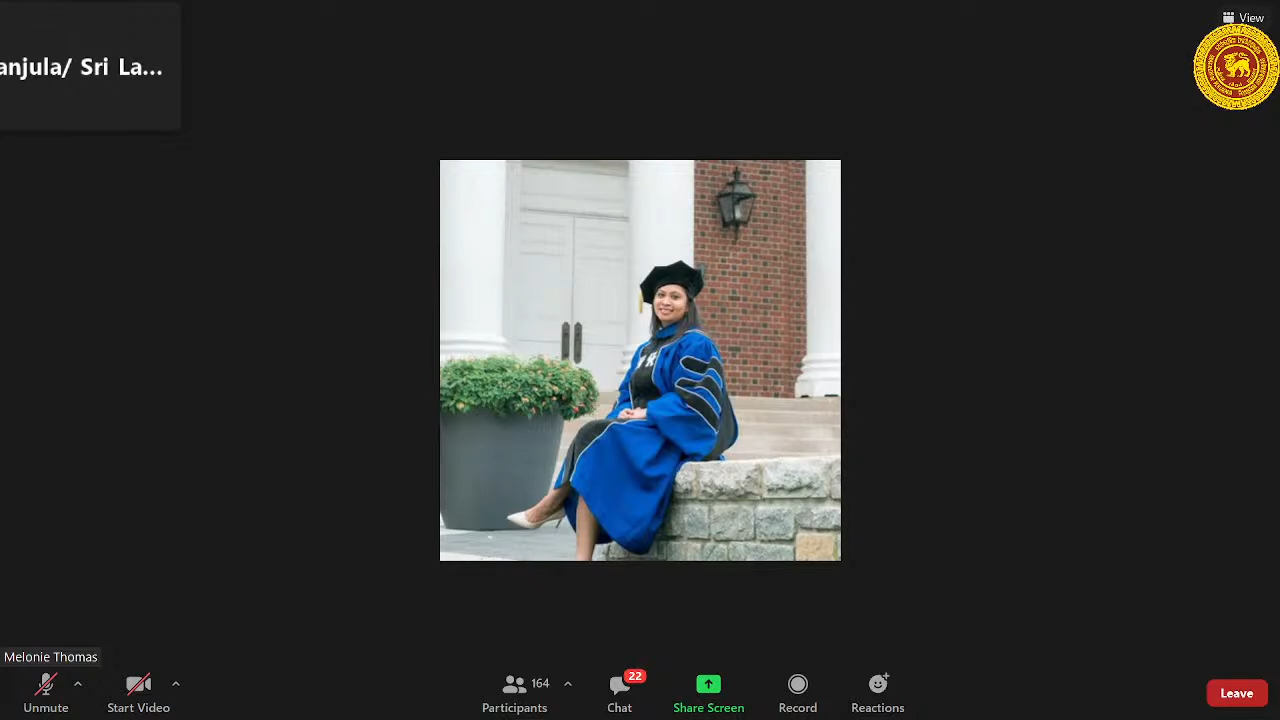 View
anjula/ Sri La...
Melonie Thomas
164
22
Unmute
Start Video
Participants
Chat
Share Screen
Record
Reactions
Leave